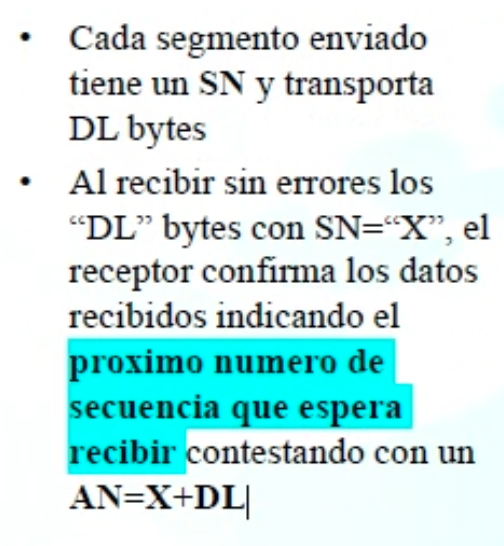 • Cada segmento enviado
tiene un SN y transporta
DL bytes
• Al recibir sin errores los
“DL” bytes con SN=“X”, el
receptor confirma los datos
recibidos indicando el
proximo numero de
secuencia que espera
recibir contestando con un
AN=X+DL